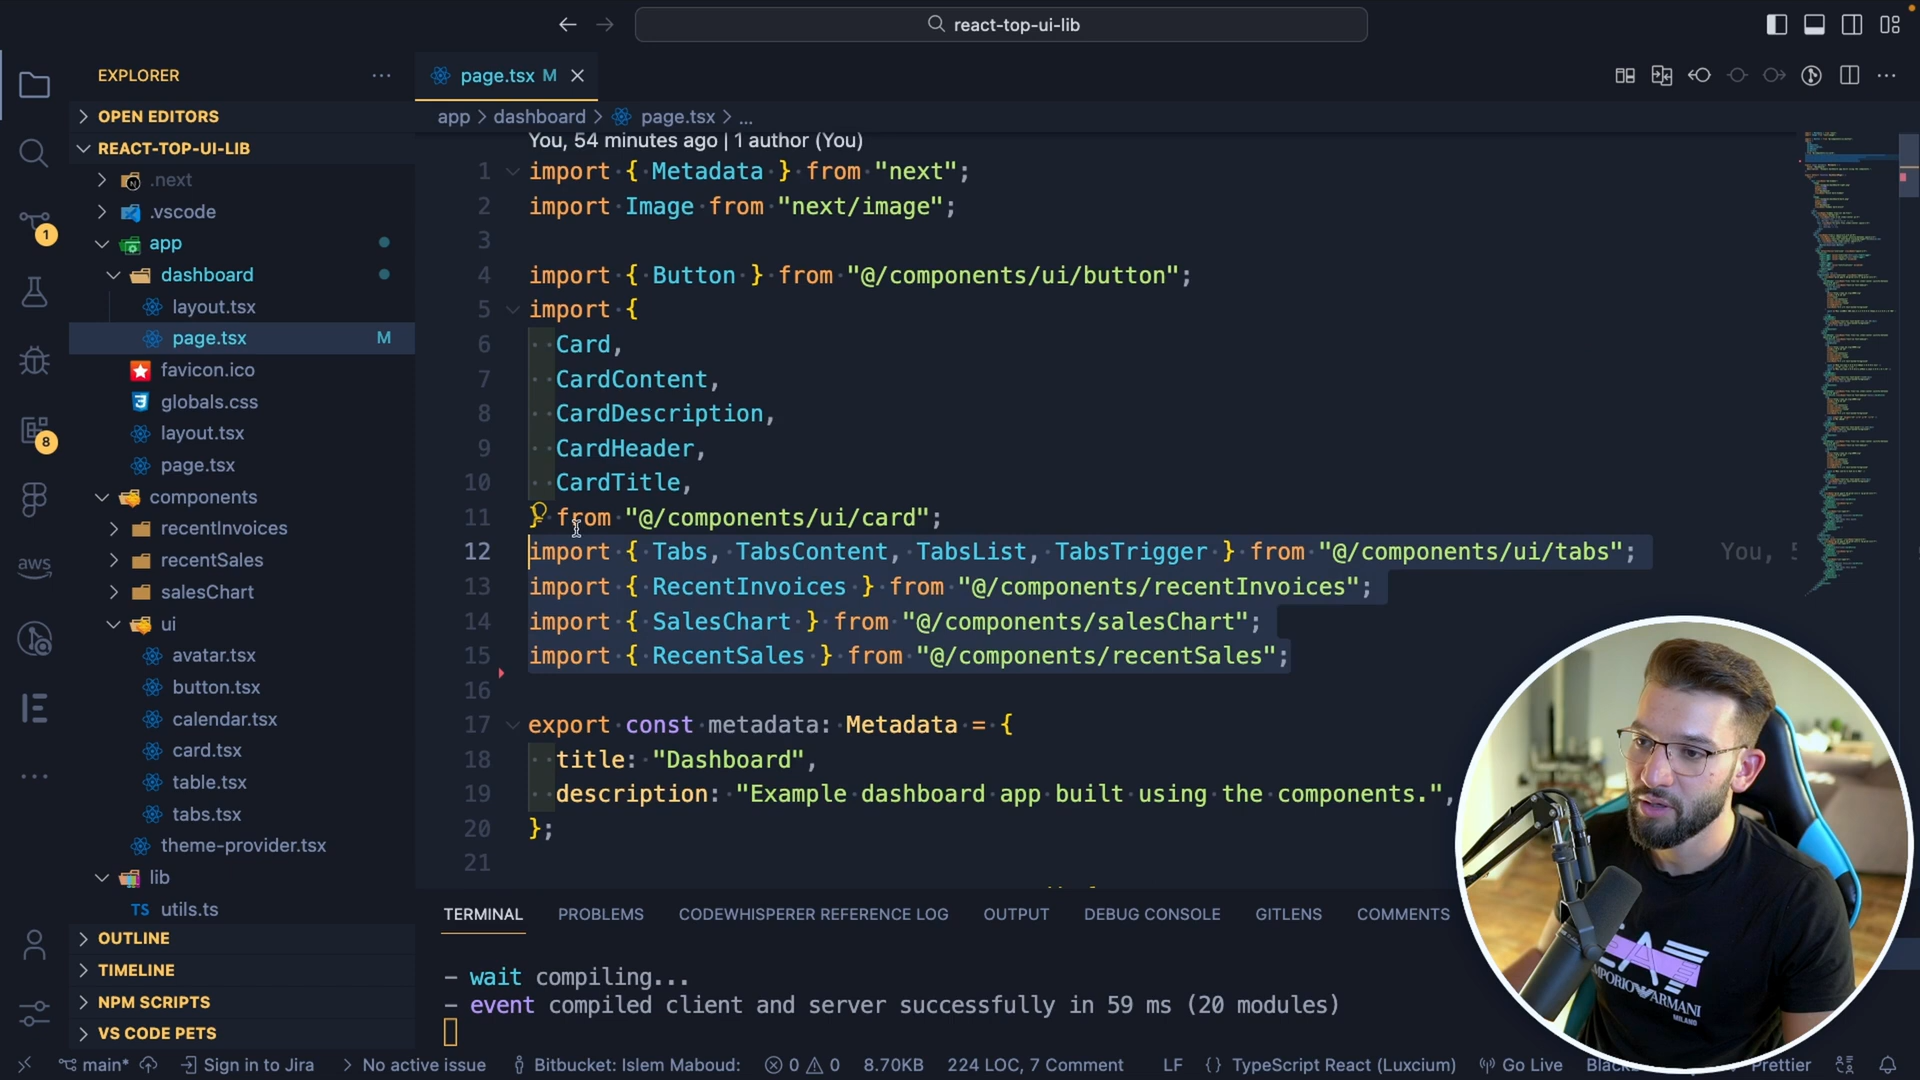 react-top-ui-lib
EXPLORER
page.tsx M
OPEN EDITORS
app > dashboard > page.tsx > ...
REACT-TOP-UI-LIB
You, 54 minutes ago | 1 author (You)
.next
.vscode
app
dashboard
layout.tsx
page.tsx M
favicon.ico
globals.css
layout.tsx
page.tsx
components
recentInvoices
recentSales
salesChart
ui
avatar.tsx
button.tsx
calendar.tsx
card.tsx
table.tsx
tabs.tsx
theme-provider.tsx
lib
TS utils.ts
OUTLINE
TIMELINE
NPM SCRIPTS
VS CODE PETS
1
8
aws
1 import { Metadata } from "next";
2 import Image from "next/image";
3
4 import { Button } from "@/components/ui/button";
5 import {
6 Card,
7 CardContent,
8 CardDescription,
9 CardHeader,
10 CardTitle,
11 } from "@/components/ui/card";
12 import { Tabs, TabsContent, TabsList, TabsTrigger } from "@/components/ui/tabs"; You,
13 import { RecentInvoices } from "@/components/recentInvoices";
14 import { SalesChart } from "@/components/salesChart";
15 import { RecentSales } from "@/components/recentSales";
16
17 export const metadata: Metadata = {
18 title: "Dashboard",
19 description: "Example dashboard app built using the components.",
20 };
21
TERMINAL PROBLEMS CODEWHISPERER REFERENCE LOG OUTPUT DEBUG CONSOLE GITLENS COMMENTS
- wait compiling...
- event compiled client and server successfully in 59 ms (20 modules)
EMPORIO ARMANI
MILANO
main* Sign in to Jira No active issue Bitbucket: Islem Maboud: 0 0 8.70KB 224 LOC, 7 Comment LF {} TypeScript React (Luxcium) Go Live Prettier